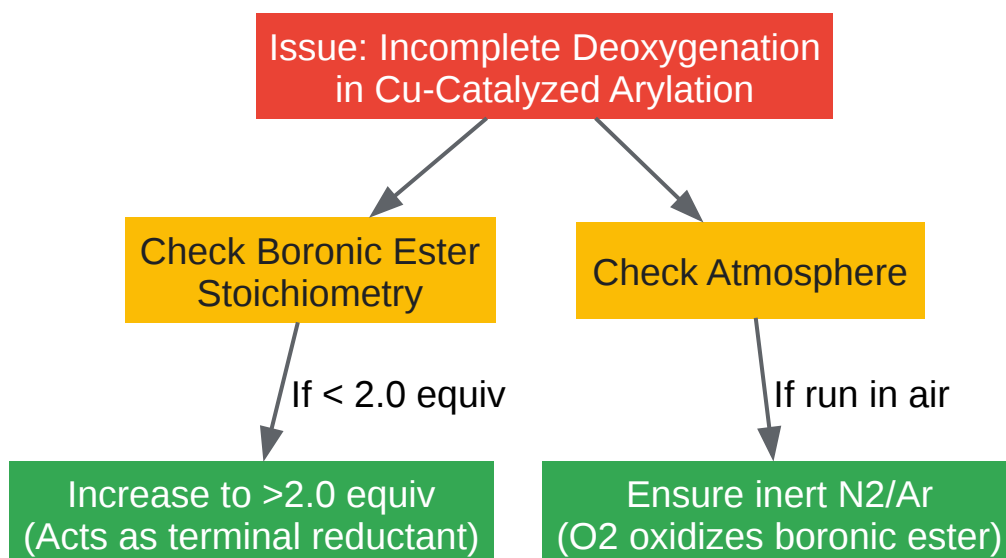 Issue: Incomplete Deoxygenation
in Cu-Catalyzed Arylation
Check Boronic Ester
Stoichiometry
Check Atmosphere
If < 2.0 equiv
If run in air
Increase to >2.0 equiv
(Acts as terminal reductant)
Ensure inert N2/Ar
(O2 oxidizes boronic ester)